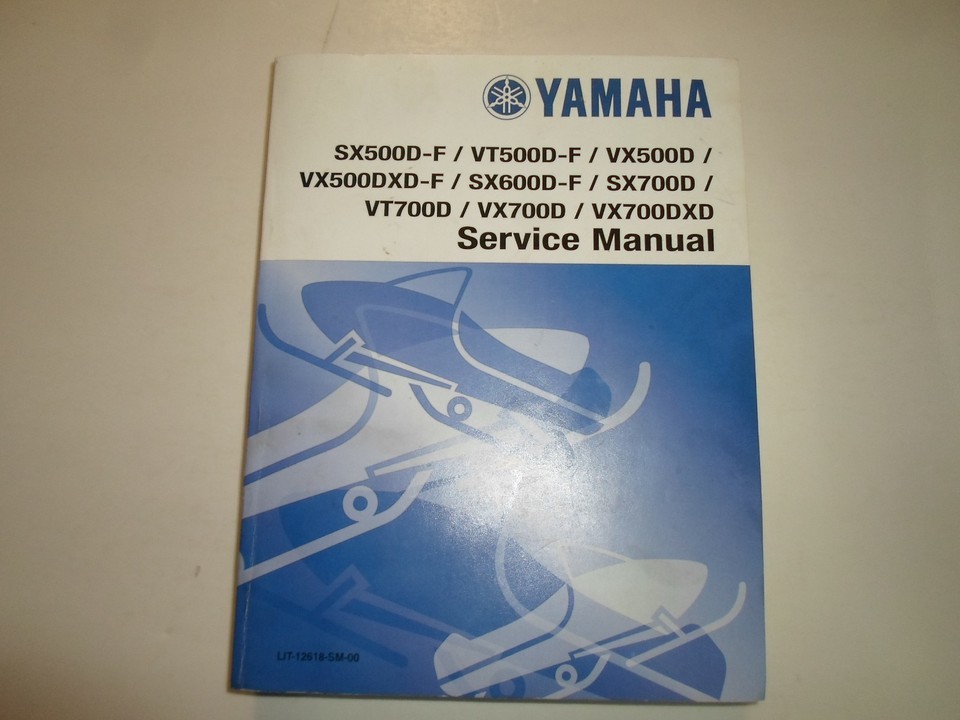 YAMAHA
SX500D-F / VT500D-F / VX500D /
VX500DXD-F / SX600D-F / SX700D /
VT700D / VX700D / VX700DXD
Service Manual
LIT-12618-SM-00